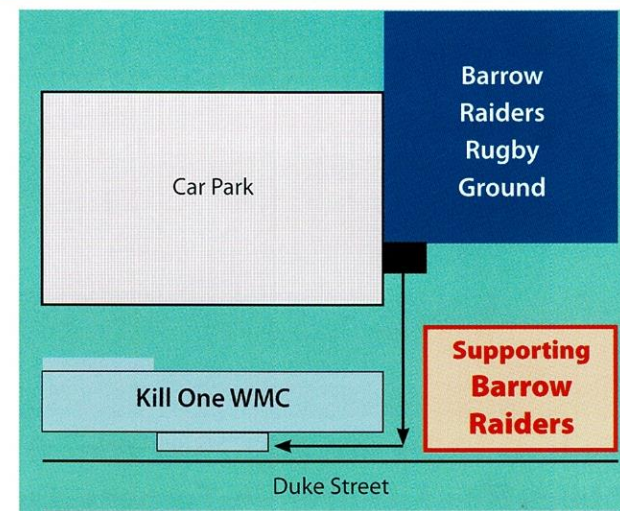 Barrow
Raiders
Rugby
Ground
Car Park
Supporting
Barrow
Raiders
Kill One WMC
Duke Street